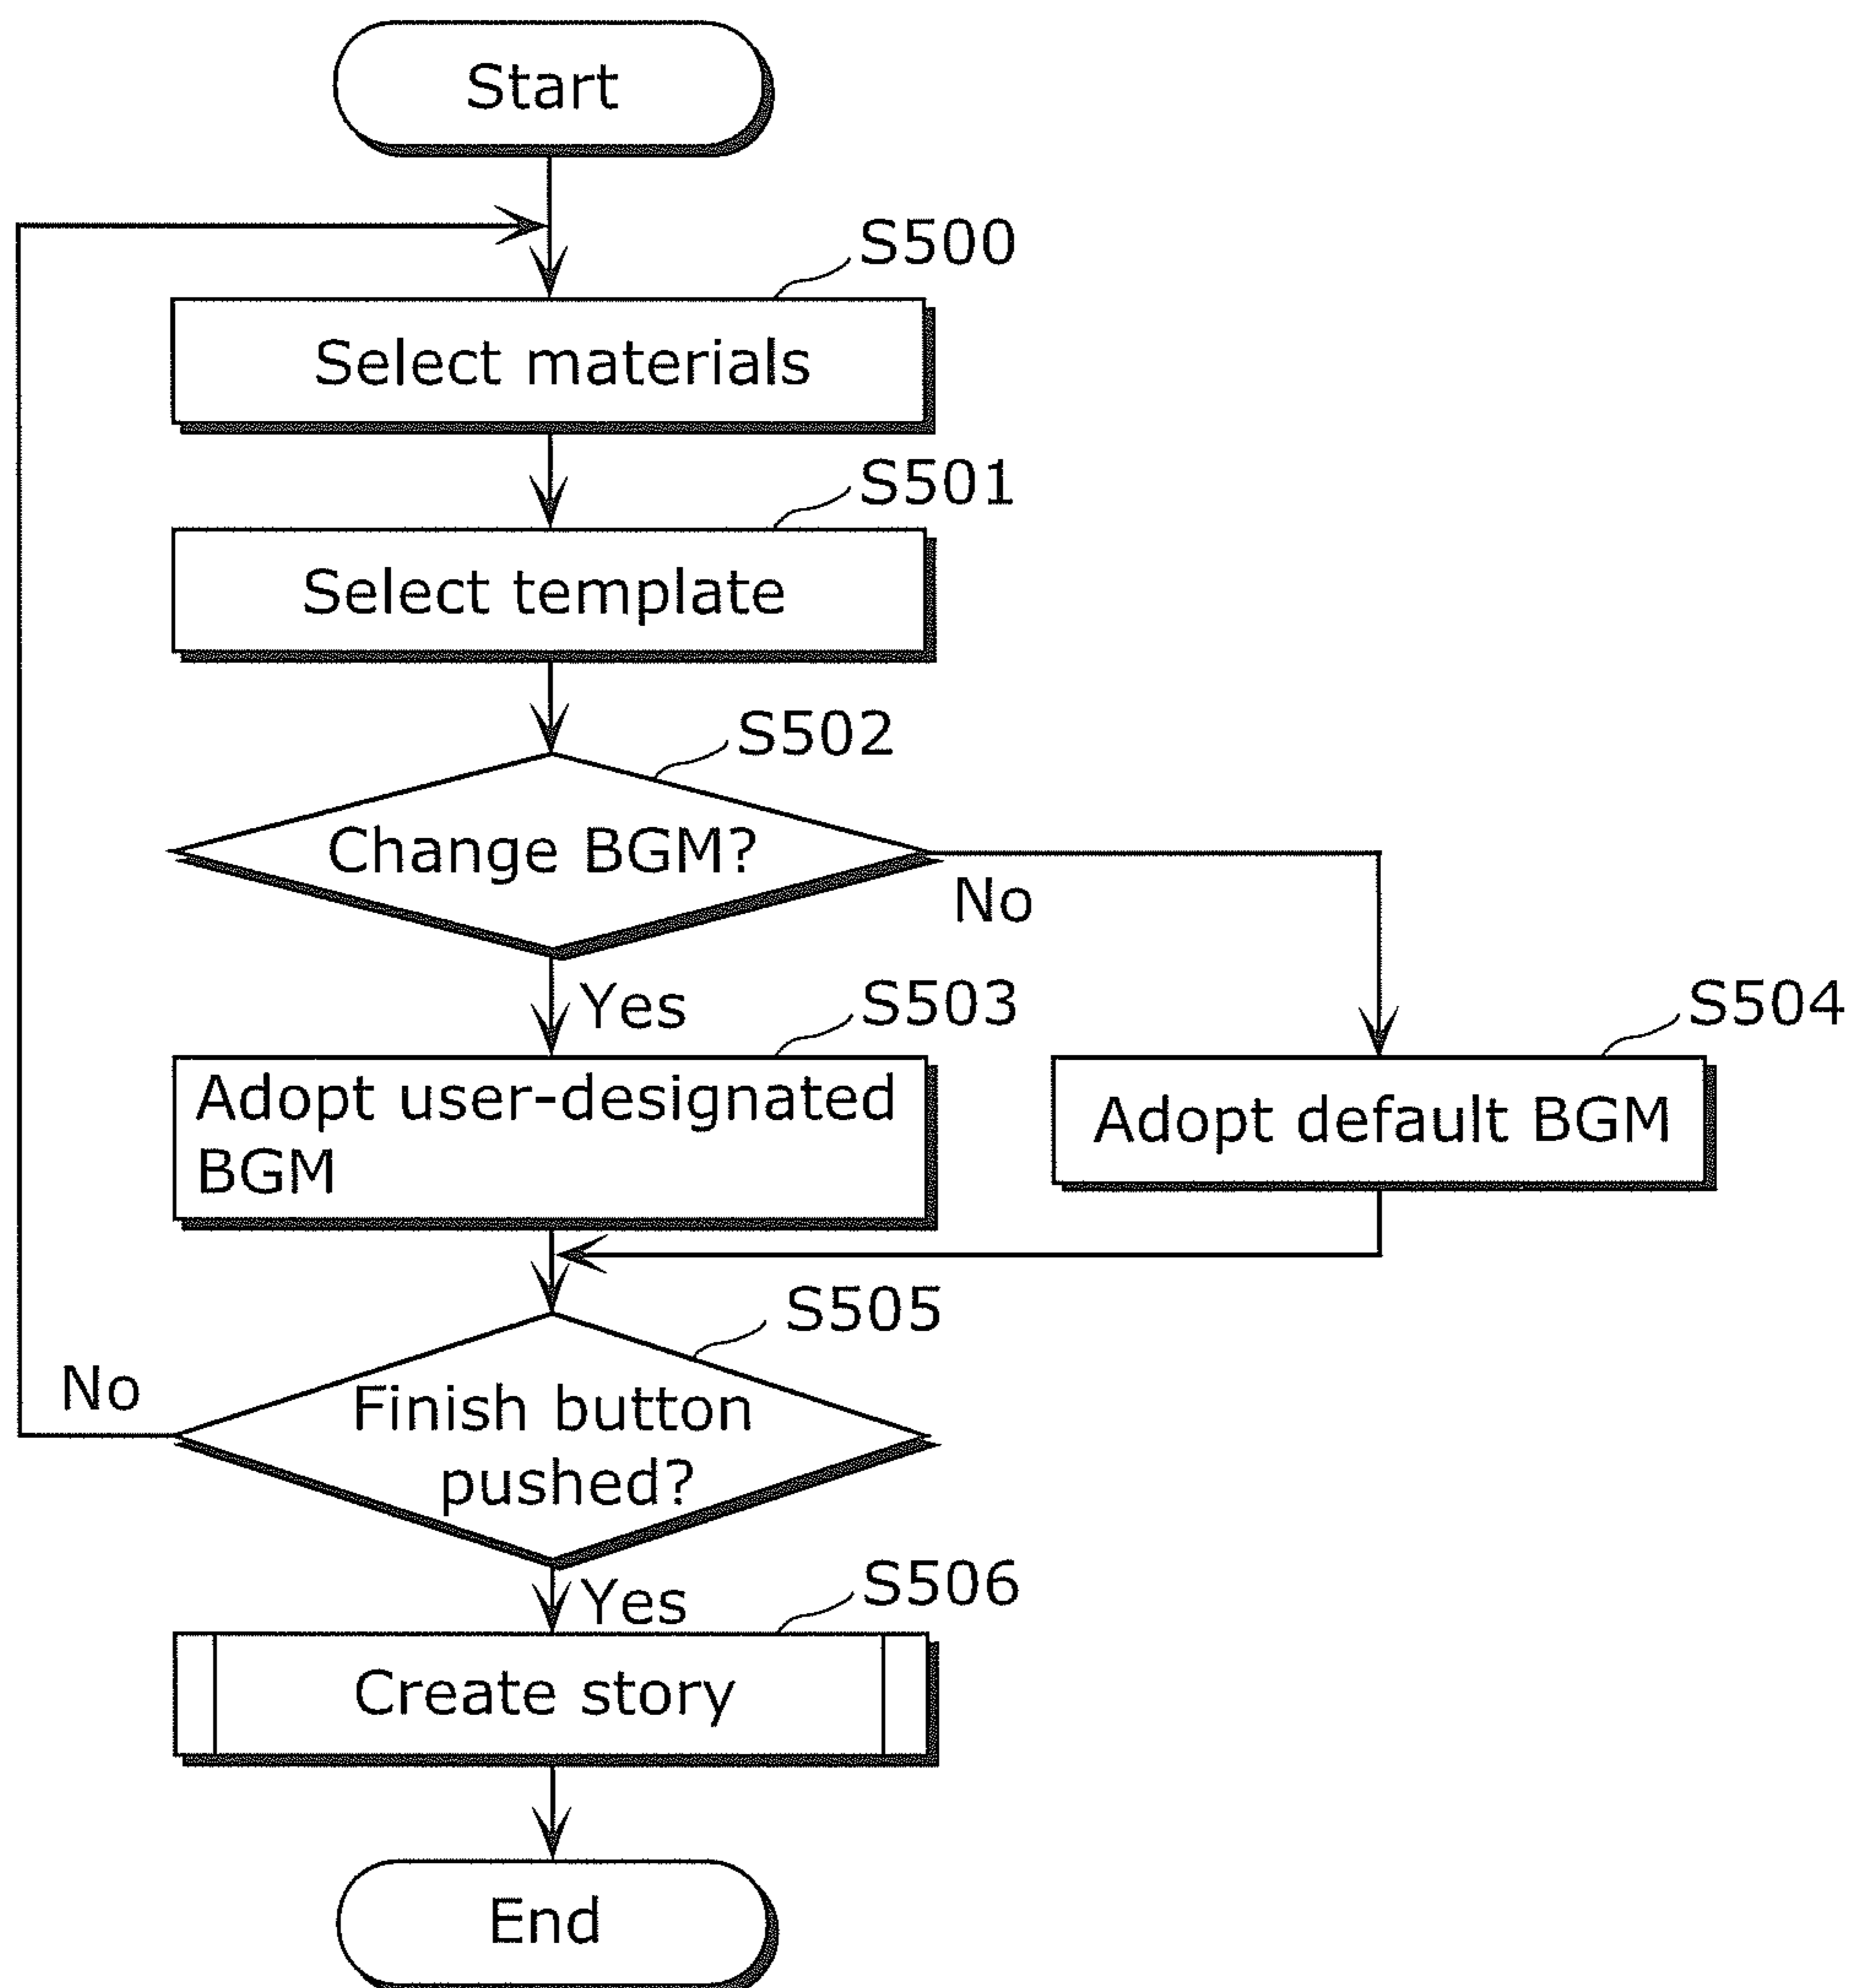 Start
S500
Select materials
S501
Select template
S502
Change BGM?
No
Yes
S503
S504
Adopt user-designated
BGM
Adopt default BGM
S505
No
Finish button
pushed?
Yes
S506
Create story
End